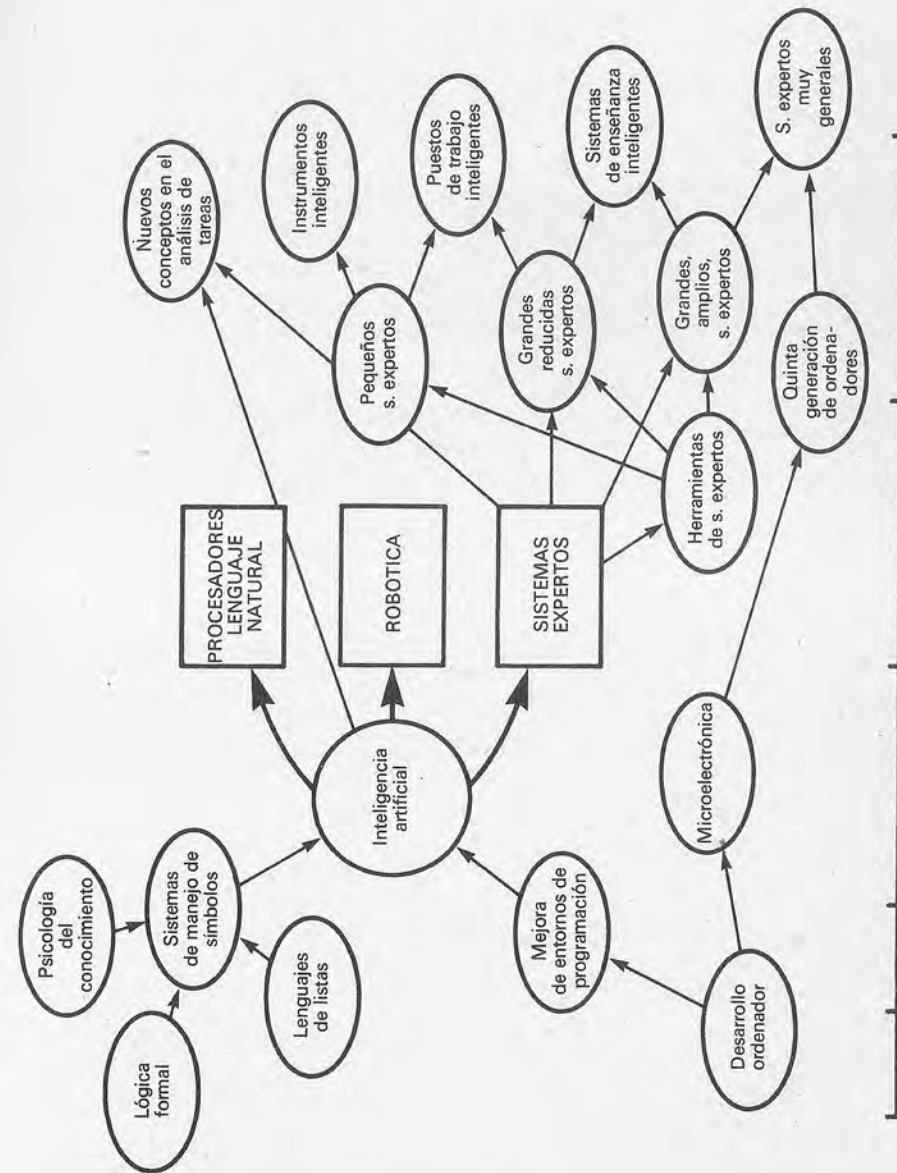 Psicología
del
conocimiento
Lógica
formal
Sistemas
de manejo de
símbolos
Lenguajes
de listas
Inteligencia
artificial
Mejora
de entornos de
programación
Desarrollo
ordenador
Microelectrónica
PROCESADORES
LENGUAJE
NATURAL
ROBOTICA
SISTEMAS
EXPERTOS
Nuevos
conceptos en el
análisis de
tareas
Instrumentos
inteligentes
Pequeños
s. expertos
Puestos
de trabajo
inteligentes
Grandes
reducidas
s. expertos
Sistemas
de enseñanza
inteligentes
Grandes,
amplios,
s. expertos
Herramientas
de s. expertos
Quinta
generación
de ordena-
dores
S. expertos
muy
generales